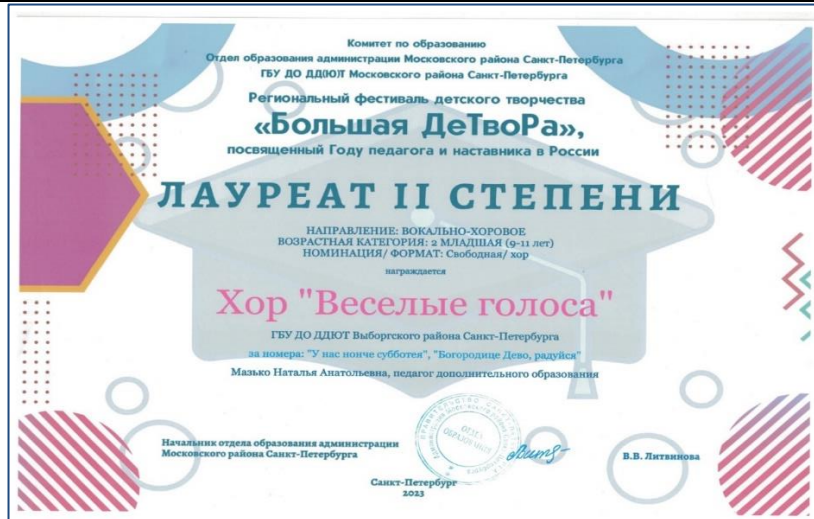 Комитет по образованию
Отдел образования администрации Московского района Санкт-Петербурга
ГБУ ДО ДД(Ю)Т Московского района Санкт-Петербурга
Региональный фестиваль детского творчества
«Большая ДеТвоРа»,
посвященный Году педагога и наставника в России
ЛАУРЕАТ II СТЕПЕНИ
НАПРАВЛЕНИЕ: ВОКАЛЬНО-ХОРОВОЕ
ВОЗРАСТНАЯ КАТЕГОРИЯ: 2 МЛАДШАЯ (9-11 лет)
НОМИНАЦИЯ/ ФОРМАТ: Свободная/ хор
награждается
Хор "Веселые голоса"
ГБУ ДО ДДЮТ Выборгского района Санкт-Петербурга
за номера: "У нас нонче субботея", "Богородице Дево, радуйся"
Мазько Наталья Анатольевна, педагог дополнительного образования
Начальник отдела образования администрации
Московского района Санкт-Петербурга
ОТДЕЛ
ОБРАЗОВАНИЯ
В.В. Литвинова
Санкт-Петербург
2023